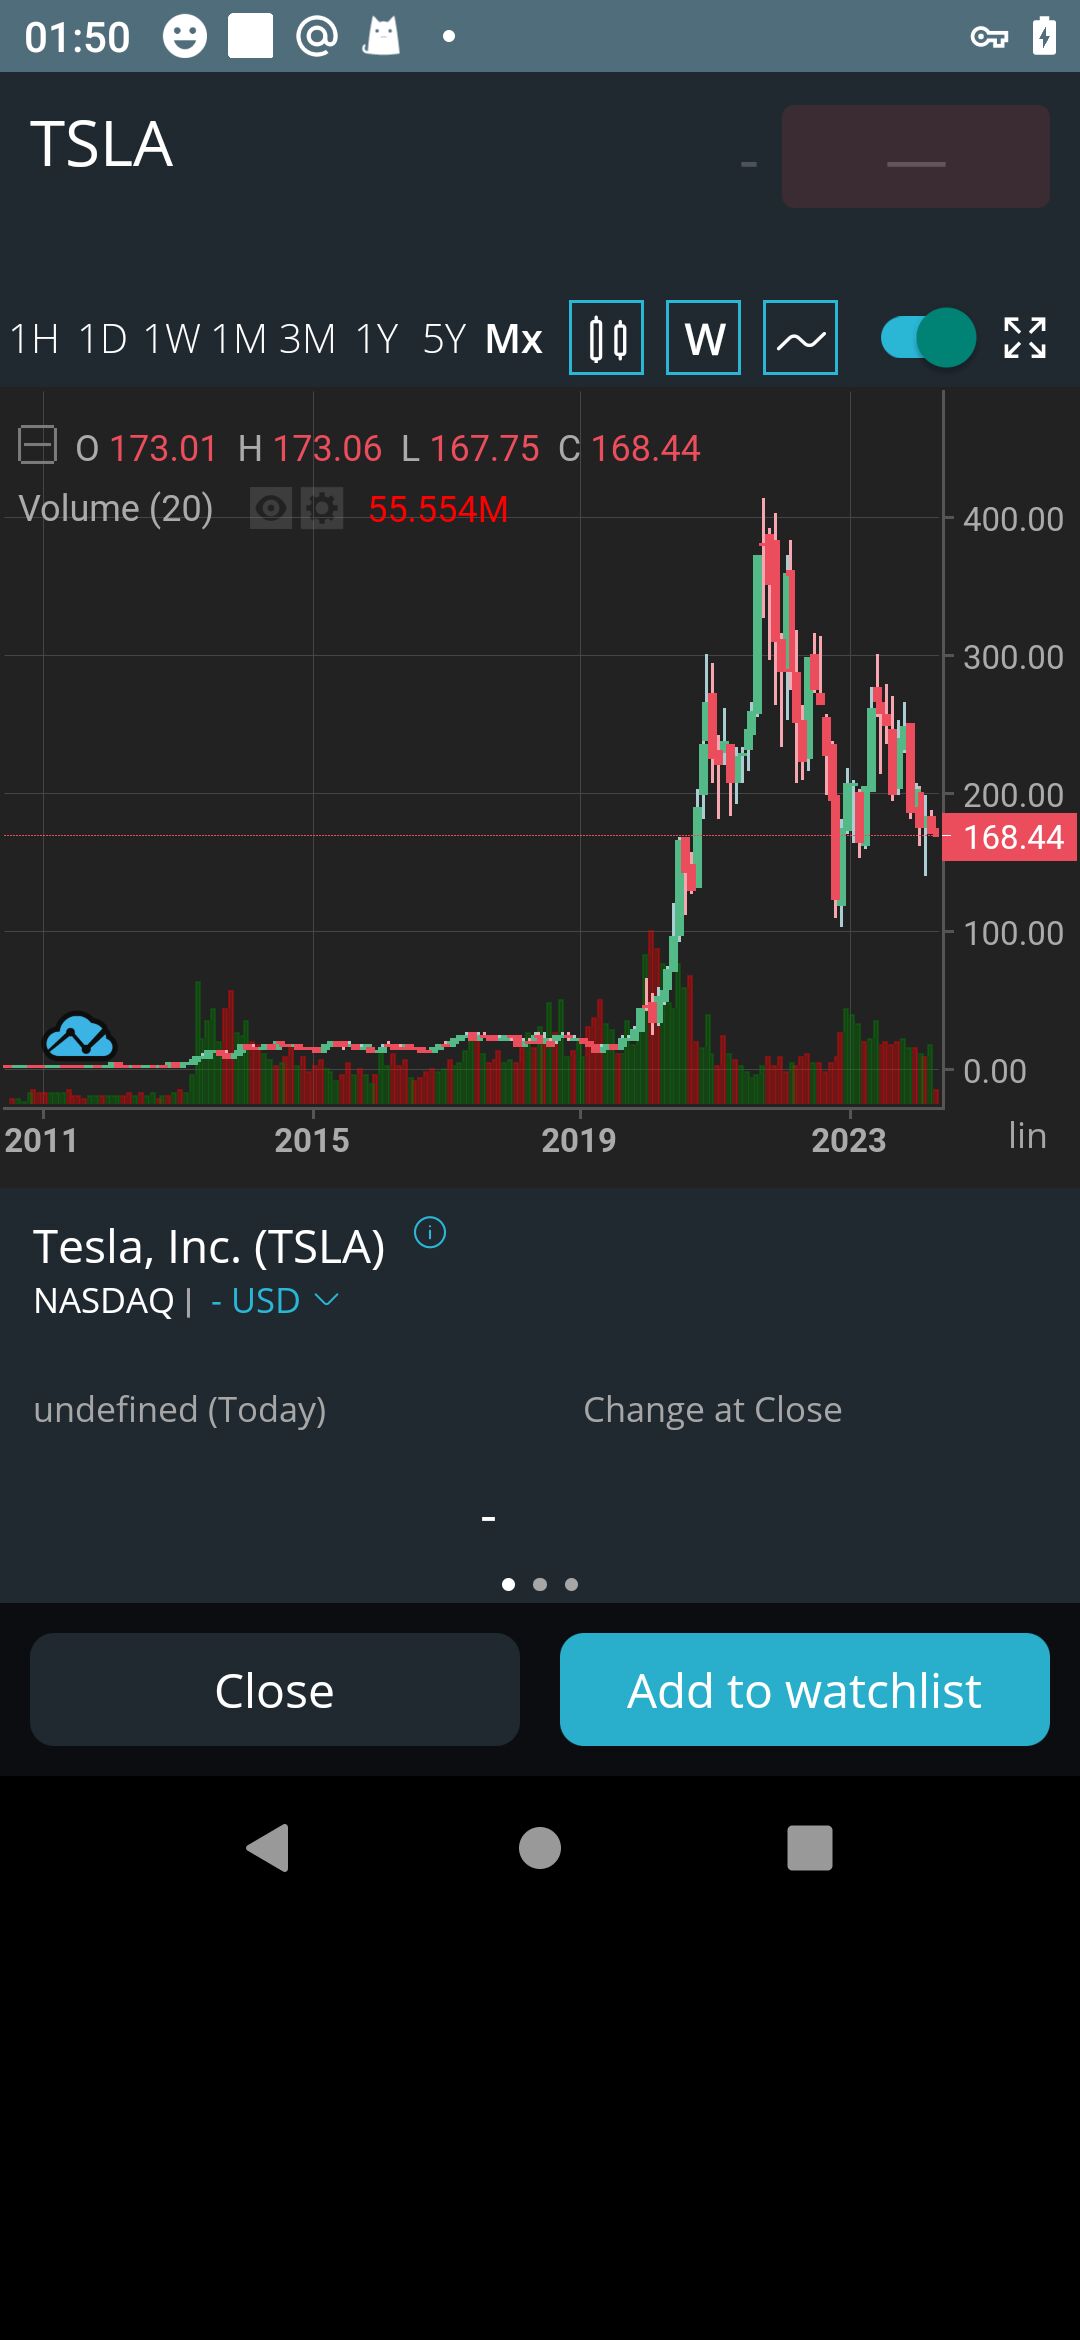 01:50
TSLA - —
1H 1D 1W 1M 3M 1Y 5Y Mx W
O 173.01 H 173.06 L 167.75 C 168.44
Volume (20) 55.554M
400.00
300.00
200.00
168.44
100.00
0.00
2011 2015 2019 2023 lin
Tesla, Inc. (TSLA)
NASDAQ | - USD
undefined (Today) Change at Close
-
Close Add to watchlist